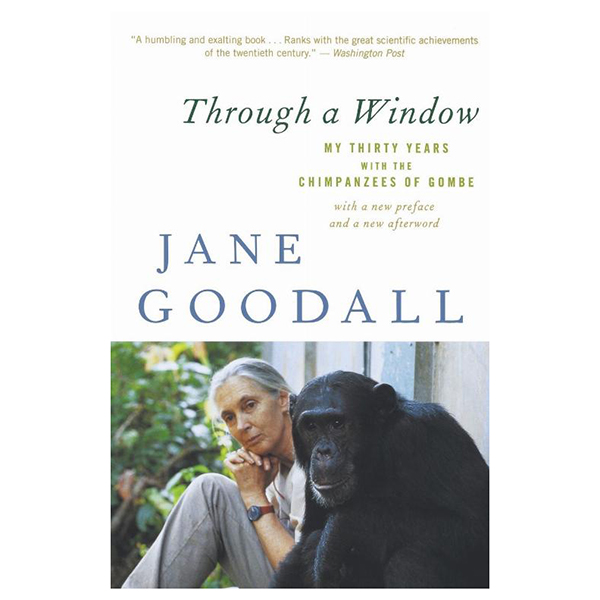 "A humbling and exalting book . . . Ranks with the great scientific achievements
of the twentieth century." — Washington Post
Through a Window
MY THIRTY YEARS
WITH THE
CHIMPANZEES OF GOMBE
with a new preface
and a new afterword
JANE
GOODALL